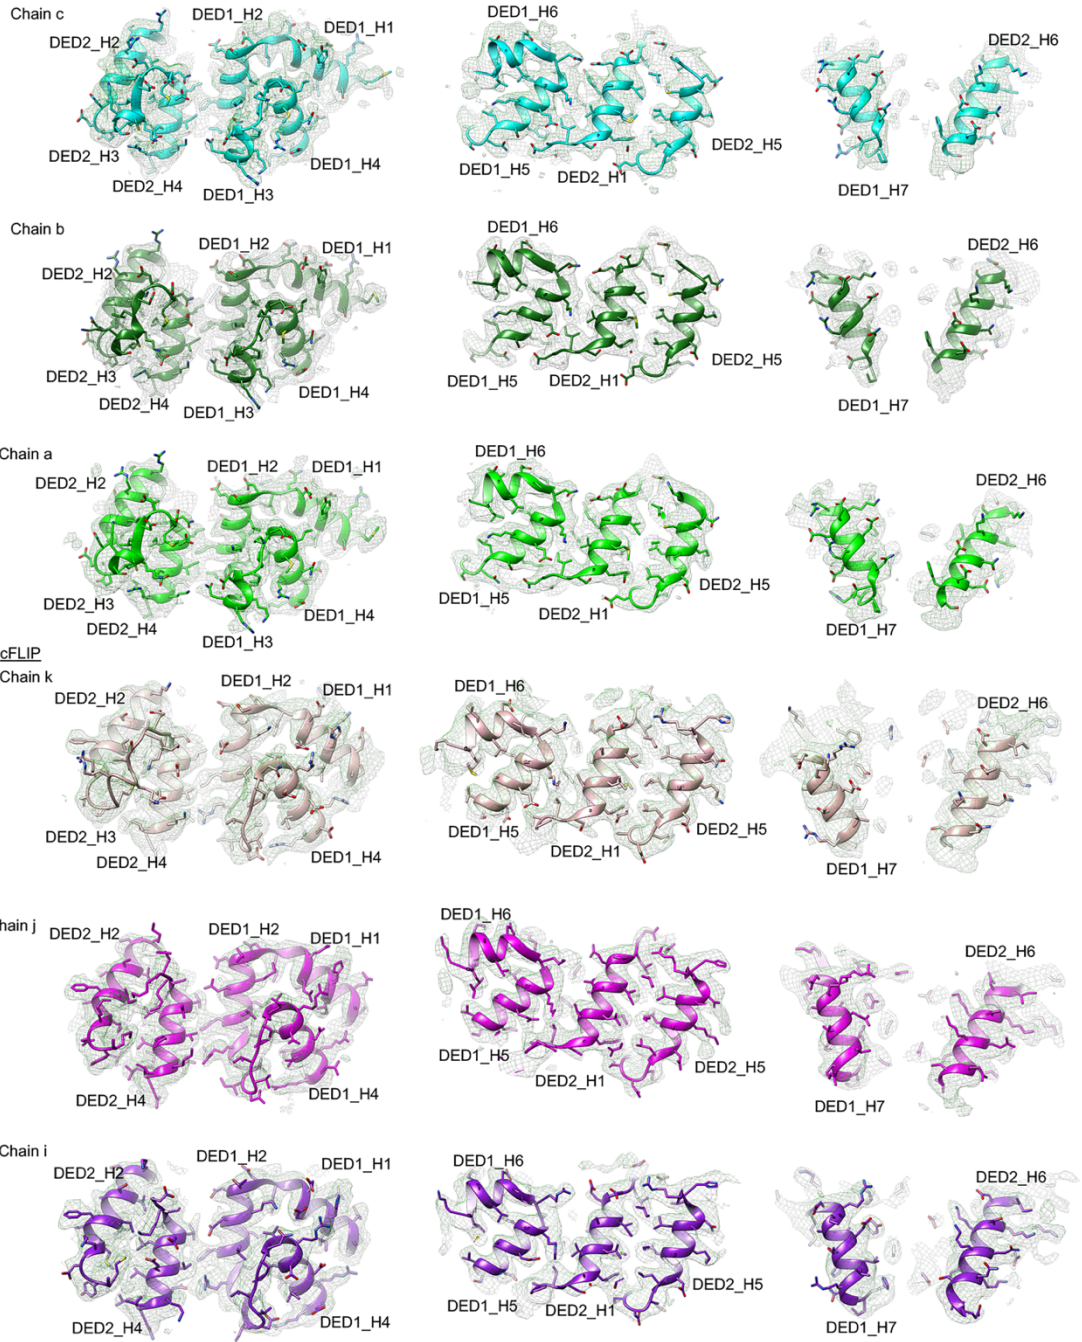 Chain c
DED2_H2
DED1_H2
DED1_H1
DED2_H3
DED2_H4
DED1_H3
DED1_H4
DED1_H6
DED1_H5
DED2_H1
DED2_H5
DED2_H6
DED1_H7
Chain b
DED2_H2
DED1_H2
DED1_H1
DED2_H3
DED2_H4
DED1_H3
DED1_H4
DED1_H6
DED1_H5
DED2_H1
DED2_H5
DED2_H6
DED1_H7
Chain a
DED2_H2
DED1_H2
DED1_H1
DED2_H3
DED2_H4
DED1_H3
DED1_H4
DED1_H6
DED1_H5
DED2_H1
DED2_H5
DED2_H6
DED1_H7
cFLIP
Chain k
DED2_H2
DED1_H2
DED1_H1
DED2_H3
DED2_H4
DED1_H4
DED1_H6
DED1_H5
DED2_H1
DED2_H5
DED2_H6
DED1_H7
hain j
DED2_H2
DED1_H2
DED1_H1
DED2_H4
DED1_H4
DED1_H6
DED1_H5
DED2_H1
DED2_H5
DED2_H6
DED1_H7
Chain i
DED2_H2
DED1_H2
DED1_H1
DED2_H4
DED1_H4
DED1_H6
DED1_H5
DED2_H1
DED2_H5
DED2_H6
DED1_H7